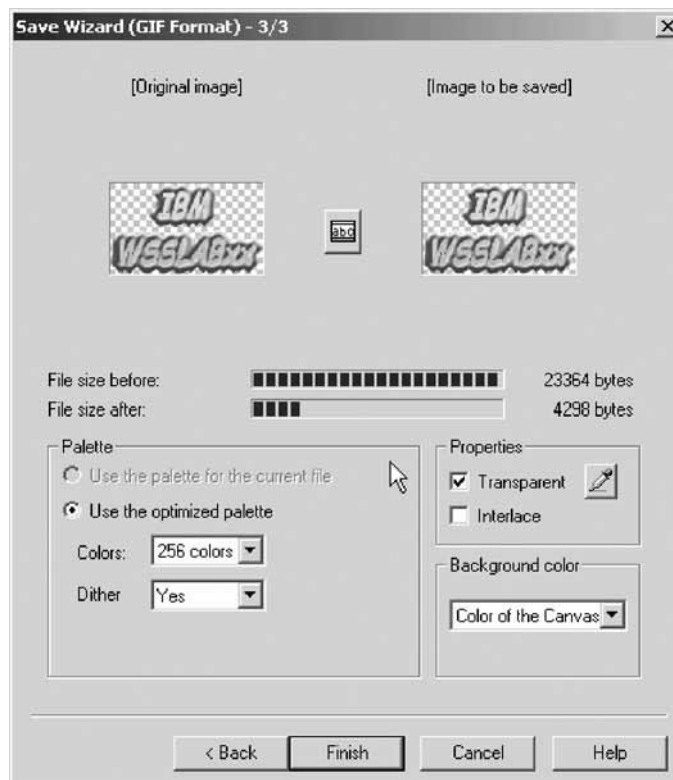 Save Wizard (GIF Format) - 3/3
[Original image] [Image to be saved]
IBM IBM
WSSLABxx abc WSSLABxx
File size before: 23364 bytes
File size after: 4298 bytes
Palette Properties
Use the palette for the current file Transparent
Use the optimized palette Interlace
Colors: 256 colors Background color
Dither Yes Color of the Canvas
< Back Finish Cancel Help